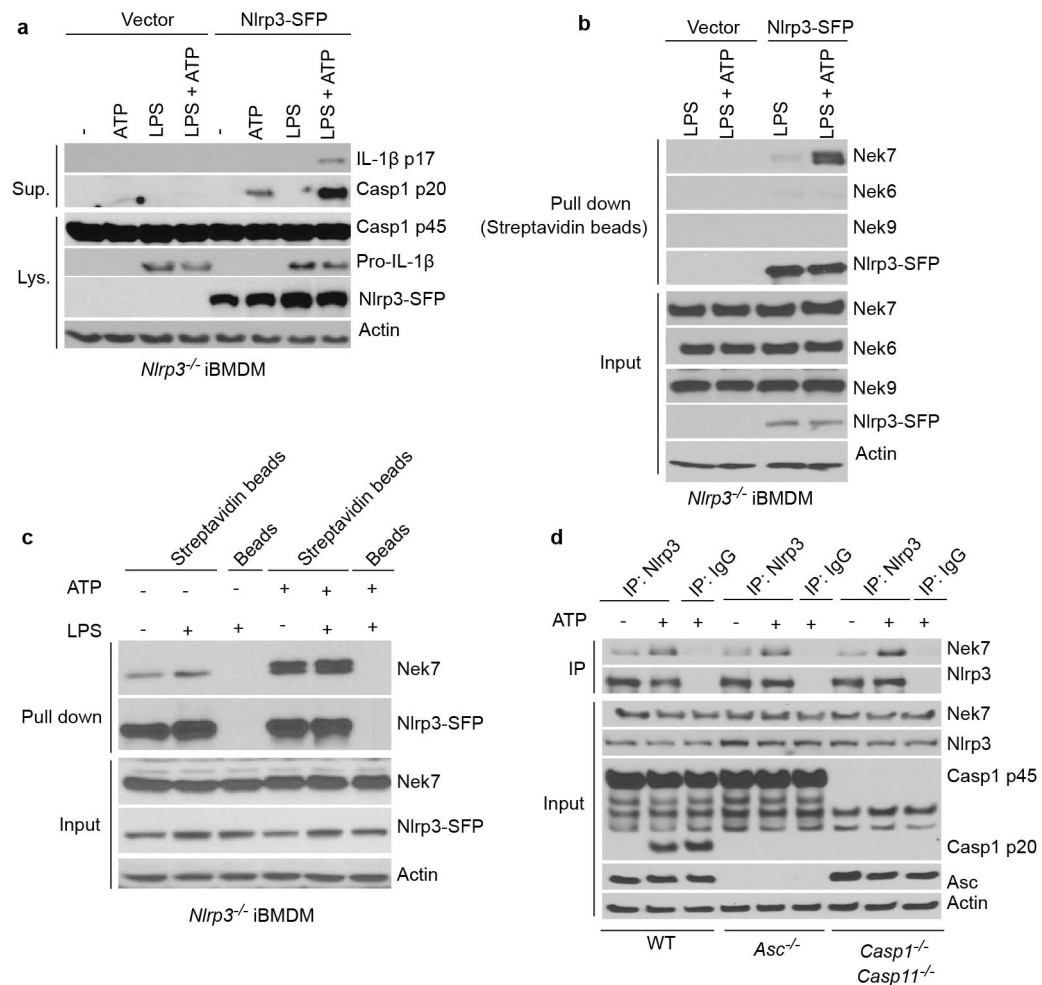 a
Vector
Nlrp3-SFP
-
ATP
LPS
LPS + ATP
-
ATP
LPS
LPS + ATP
IL-1β p17
Sup.
Casp1 p20
Casp1 p45
Lys.
Pro-IL-1β
Nlrp3-SFP
Actin
Nlrp3-/- iBMDM
b
Vector
Nlrp3-SFP
LPS
LPS + ATP
LPS
LPS + ATP
Nek7
Pull down
(Streptavidin beads)
Nek6
Nek9
Nlrp3-SFP
Nek7
Input
Nek6
Nek9
Nlrp3-SFP
Actin
Nlrp3-/- iBMDM
c
Streptavidin beads
Beads
Streptavidin beads
Beads
ATP - - - + + +
LPS - + + - + +
Nek7
Pull down
Nlrp3-SFP
Nek7
Input
Nlrp3-SFP
Actin
Nlrp3-/- iBMDM
d
IP: Nlrp3
IP: IgG
IP: Nlrp3
IP: IgG
IP: Nlrp3
IP: IgG
ATP - + + - + + - + +
IP
Nek7
Nlrp3
Nek7
Nlrp3
Input
Casp1 p45
Casp1 p20
Asc
Actin
WT
Asc-/-
Casp1-/-
Casp11-/-